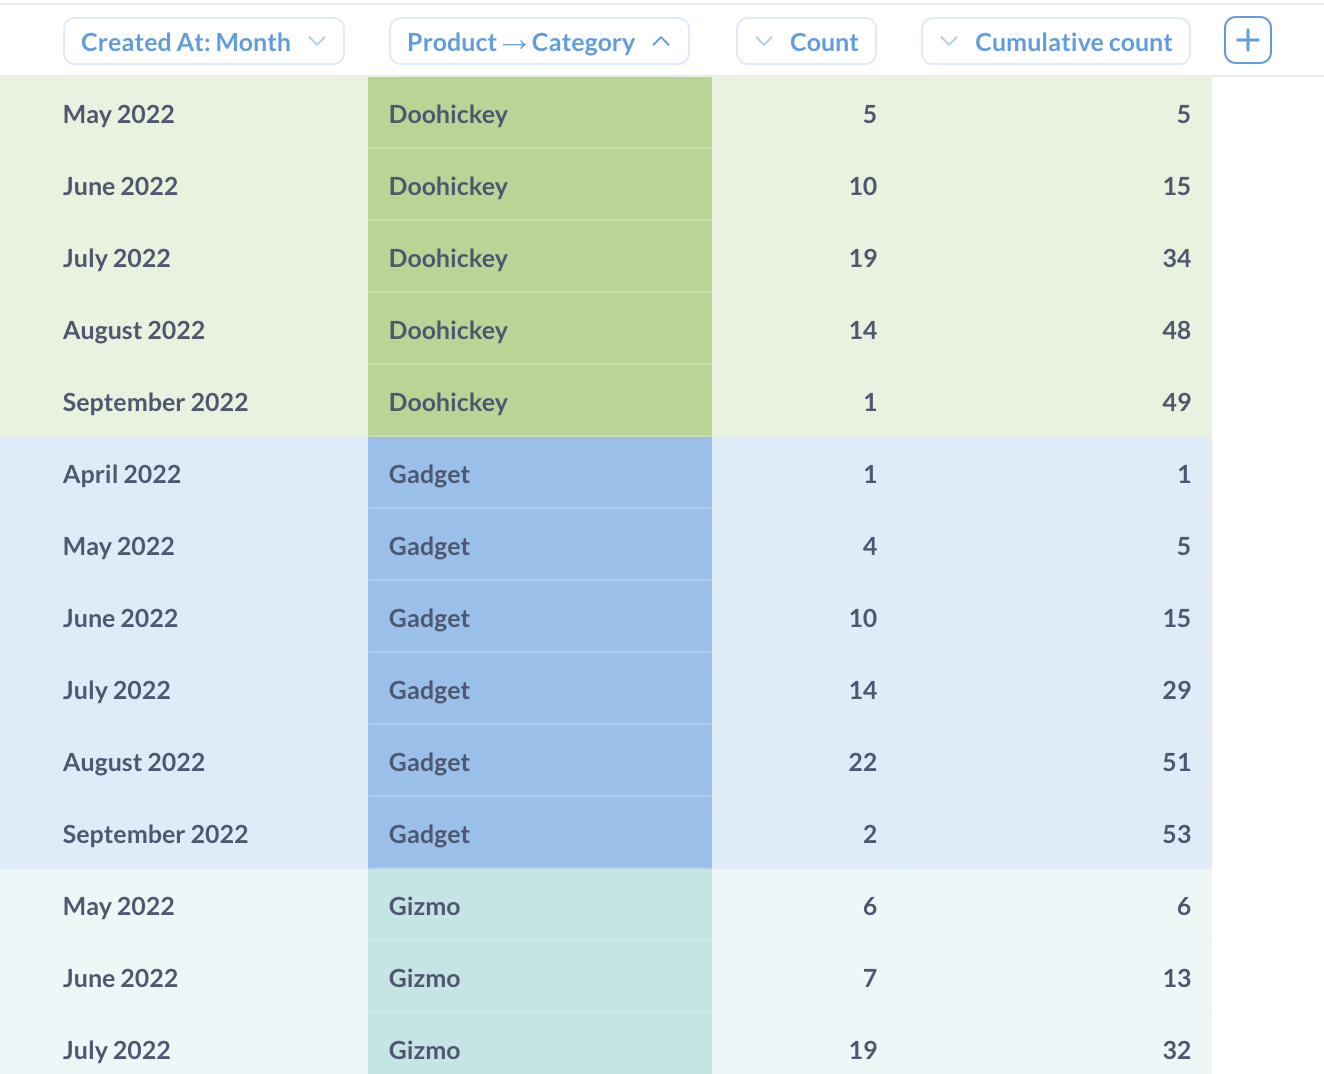 Created At: Month Product → Category Count Cumulative count
May 2022 Doohickey 5 5
June 2022 Doohickey 10 15
July 2022 Doohickey 19 34
August 2022 Doohickey 14 48
September 2022 Doohickey 1 49
April 2022 Gadget 1 1
May 2022 Gadget 4 5
June 2022 Gadget 10 15
July 2022 Gadget 14 29
August 2022 Gadget 22 51
September 2022 Gadget 2 53
May 2022 Gizmo 6 6
June 2022 Gizmo 7 13
July 2022 Gizmo 19 32